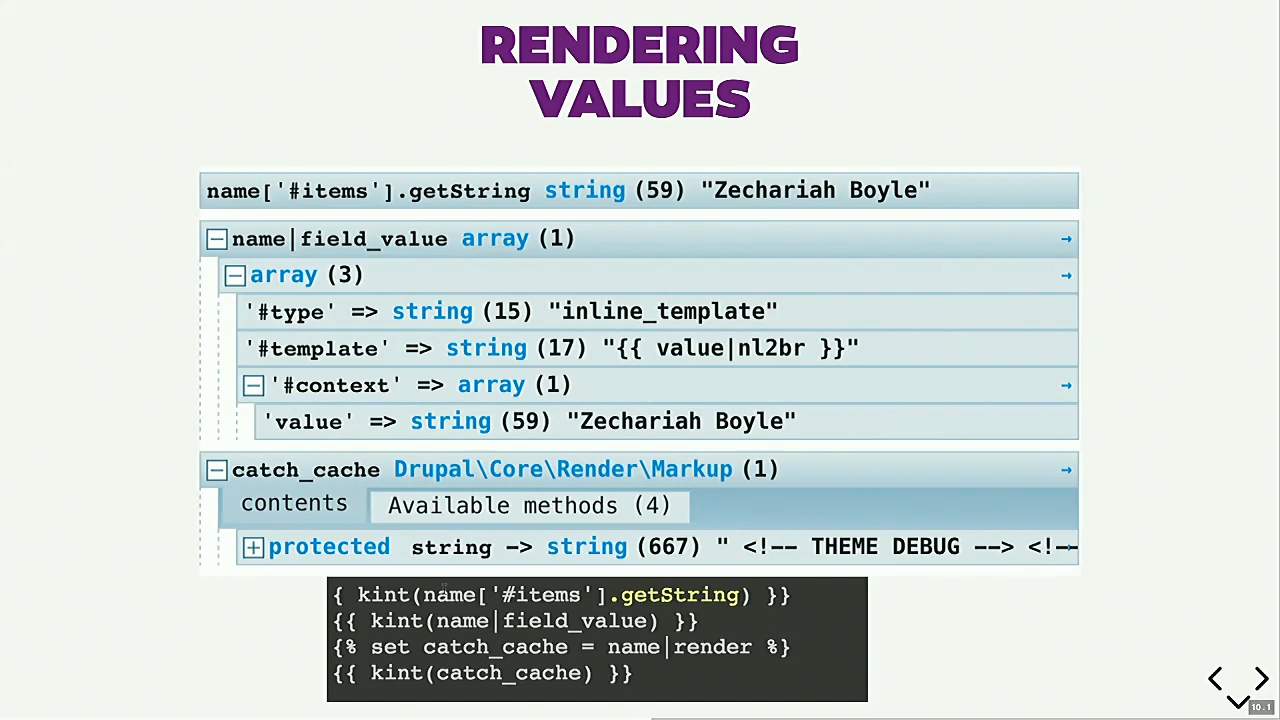 RENDERING
VALUES
name['#items'].getString string (59) "Zechariah Boyle"
name|field_value array (1)
array (3)
'#type' => string (15) "inline_template"
'#template' => string (17) "{{ value|nl2br }}"
'#context' => array (1)
'value' => string (59) "Zechariah Boyle"
catch_cache Drupal\Core\Render\Markup (1)
contents Available methods (4)
protected string -> string (667) " <!-- THEME DEBUG --> <!--
{ kint(name['#items'].getString) }}
{{ kint(name|field_value) }}
{% set catch_cache = name|render %}
{{ kint(catch_cache) }}
10.1